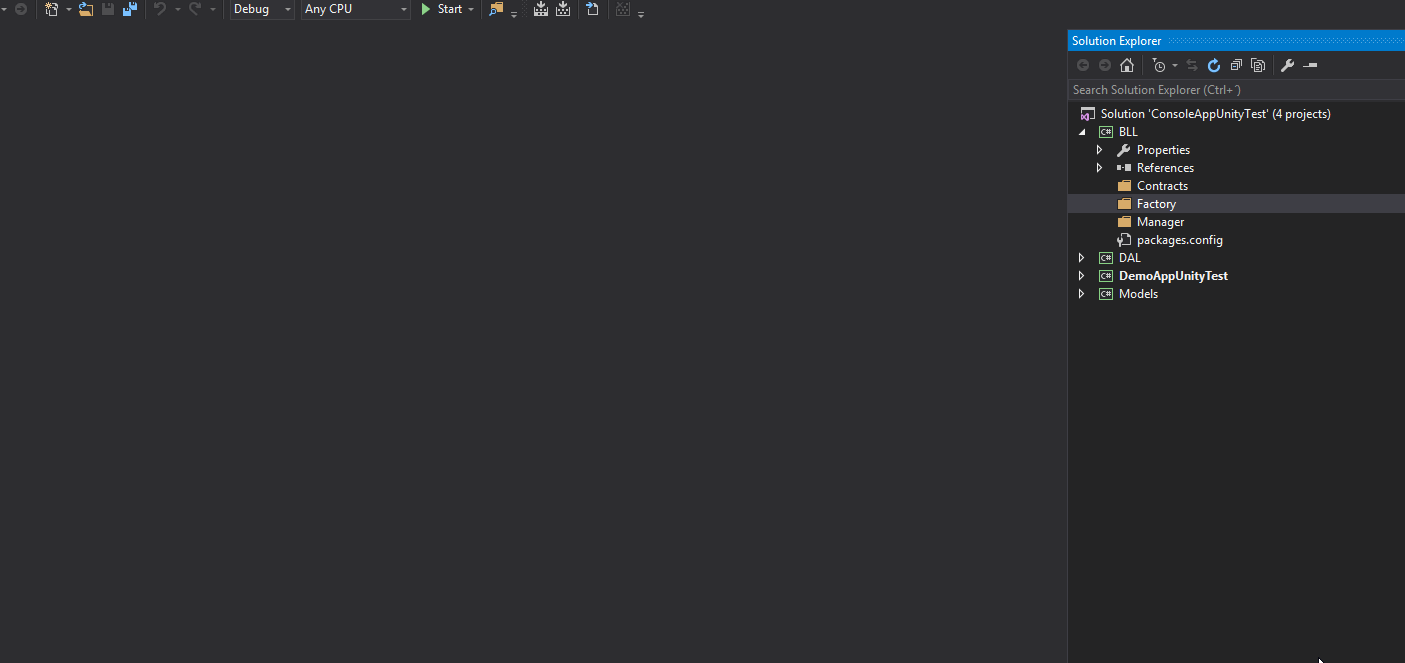 Debug Any CPU Start
Solution Explorer
Search Solution Explorer (Ctrl+´)
Solution 'ConsoleAppUnityTest' (4 projects)
C# BLL
Properties
References
Contracts
Factory
Manager
packages.config
C# DAL
C# DemoAppUnityTest
C# Models